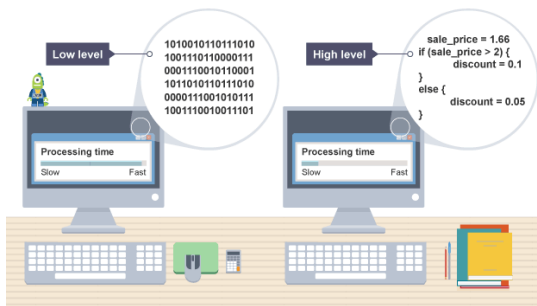 Low level
1010010110111010
1001110110000111
0001110010110001
1011010110111010
0000111001010111
1001110010011101
Processing time
Slow Fast
High level
sale_price = 1.66
if (sale_price > 2) {
discount = 0.1
}
else {
discount = 0.05
}
Processing time
Slow Fast